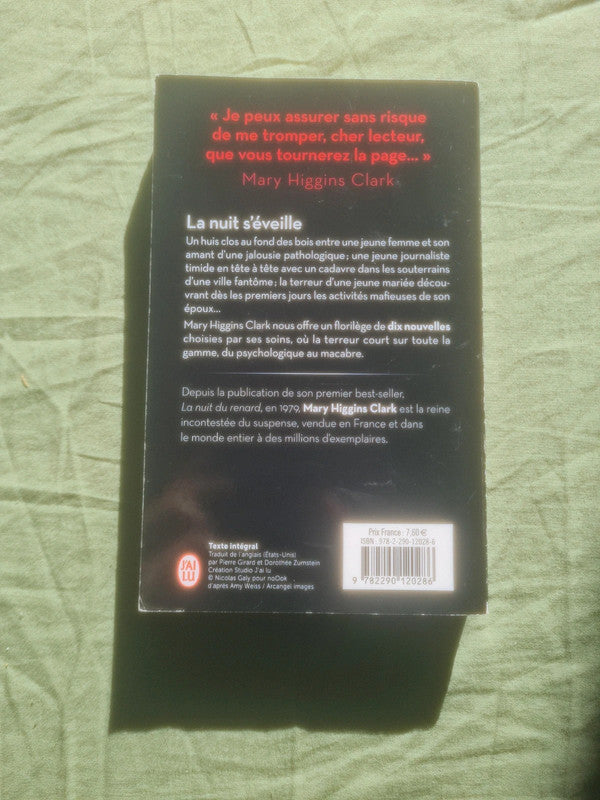 « Je peux assurer sans risque
de me tromper, cher lecteur,
que vous tournerez la page... »
Mary Higgins Clark
La nuit s'éveille
Un huis clos au fond des bois entre une jeune femme et son
amant d'une jalousie pathologique ; une jeune journaliste
timide en tête à tête avec un cadavre dans les souterrains
d'une ville fantôme ; la terreur d'une jeune mariée décou-
vrant dès les premiers jours les activités mafieuses de son
époux...
Mary Higgins Clark nous offre un florilège de dix nouvelles
choisies par ses soins, où la terreur court sur toute la
gamme, du psychologique au macabre.
Depuis la publication de son premier best-seller,
La nuit du renard, en 1979, Mary Higgins Clark est la reine
incontestée du suspense, vendue en France et dans
le monde entier à des millions d'exemplaires.
J'AI
LU
Texte intégral
Traduit de l'anglais (États-Unis)
par Pierre Girard et Dorothée Zumstein
Création Studio J'ai lu
© Nicolas Galy pour noOok
d'après Amy Weiss / Arcangel images
Prix France : 7,60 €
ISBN : 978-2-290-12028-6
9 782290 120286